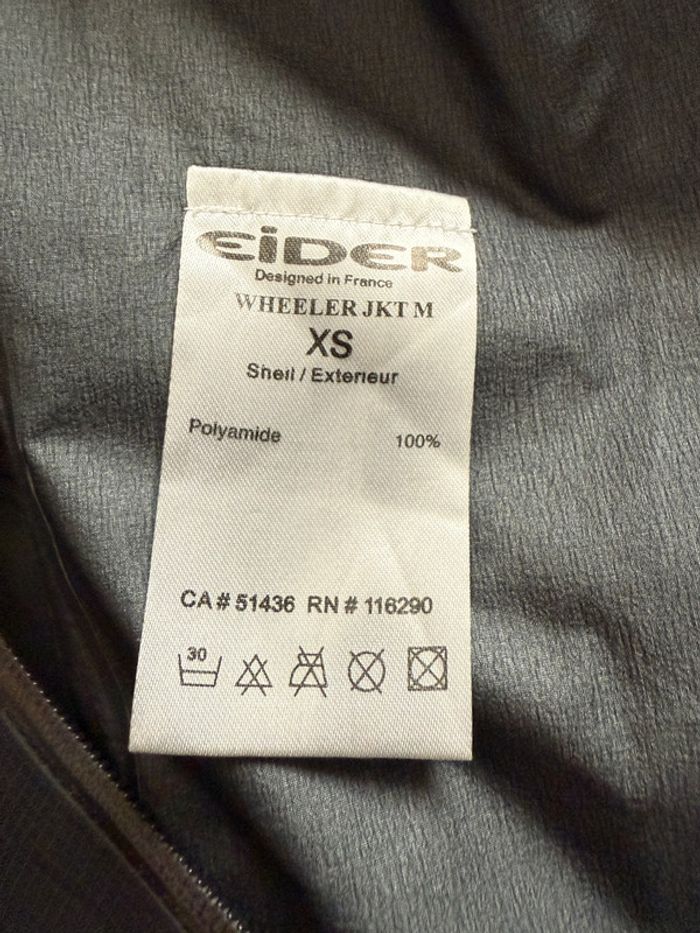 EiDER
Designed in France
WHEELER JKT M
XS
Shell / Exterieur
Polyamide 100%
CA # 51436 RN # 116290
30